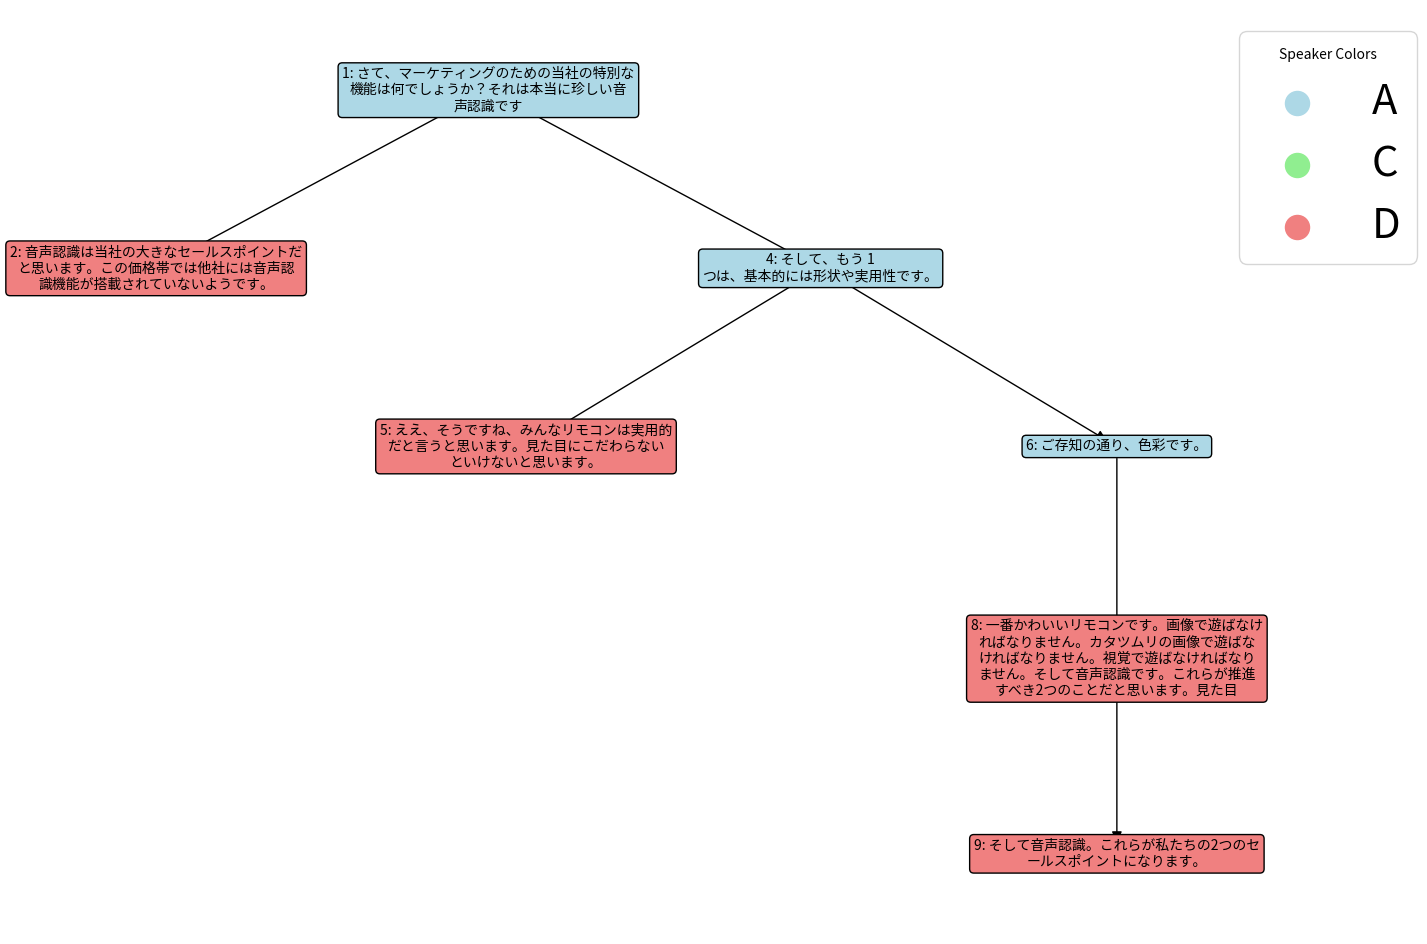 1: さて、マーケティングのための当社の特別な
機能は何でしょうか？それは本当に珍しい音
声認識です
Speaker Colors
A
C
D
2: 音声認識は当社の大きなセールスポイントだ
と思います。この価格帯では他社には音声認
識機能が搭載されていないようです。
4: そして、もう 1
つは、基本的には形状や実用性です。
5: ええ、そうですね、みんなリモコンは実用的
だと言うと思います。見た目にこだわらない
といけないと思います。
6: ご存知の通り、色彩です。
8: 一番かわいいリモコンです。画像で遊ばなけ
ればなりません。カタツムリの画像で遊ばな
ければなりません。視覚で遊ばなければなり
ません。そして音声認識です。これらが推進
すべき2つのことだと思います。見た目
9: そして音声認識。これらが私たちの2つのセ
ールスポイントになります。